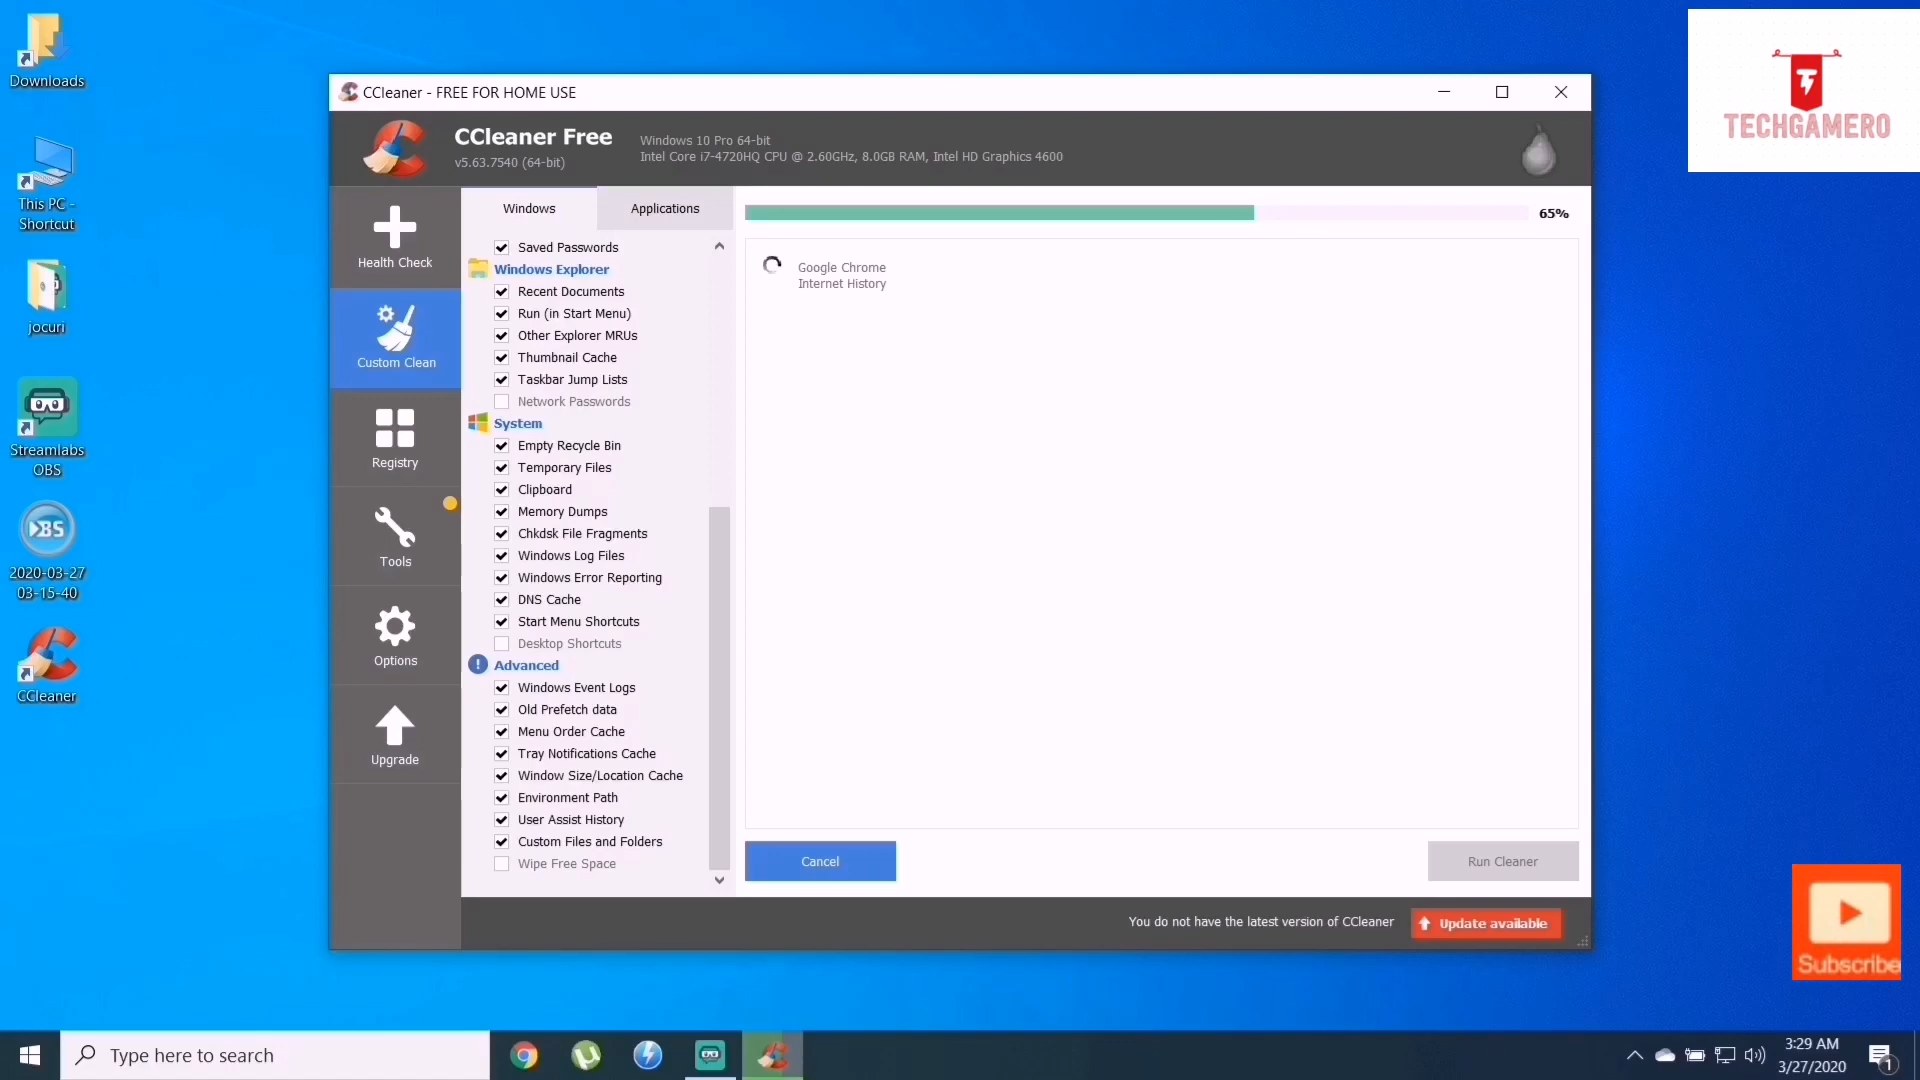 Downloads
This PC -
Shortcut
jocuri
Streamlabs
OBS
2020-03-27
03-15-40
CCleaner
CCleaner - FREE FOR HOME USE
CCleaner Free
v5.63.7540 (64-bit)
Windows 10 Pro 64-bit
Intel Core i7-4720HQ CPU @ 2.60GHz, 8.0GB RAM, Intel HD Graphics 4600
TECHGAMERO
Health Check
Custom Clean
Registry
Tools
Options
Upgrade
Windows
Applications
Saved Passwords
Windows Explorer
Recent Documents
Run (in Start Menu)
Other Explorer MRUs
Thumbnail Cache
Taskbar Jump Lists
Network Passwords
System
Empty Recycle Bin
Temporary Files
Clipboard
Memory Dumps
Chkdsk File Fragments
Windows Log Files
Windows Error Reporting
DNS Cache
Start Menu Shortcuts
Desktop Shortcuts
Advanced
Windows Event Logs
Old Prefetch data
Menu Order Cache
Tray Notifications Cache
Window Size/Location Cache
Environment Path
User Assist History
Custom Files and Folders
Wipe Free Space
65%
Google Chrome
Internet History
Cancel
Run Cleaner
You do not have the latest version of CCleaner
Update available
Subscribe
Type here to search
3:29 AM
3/27/2020
1